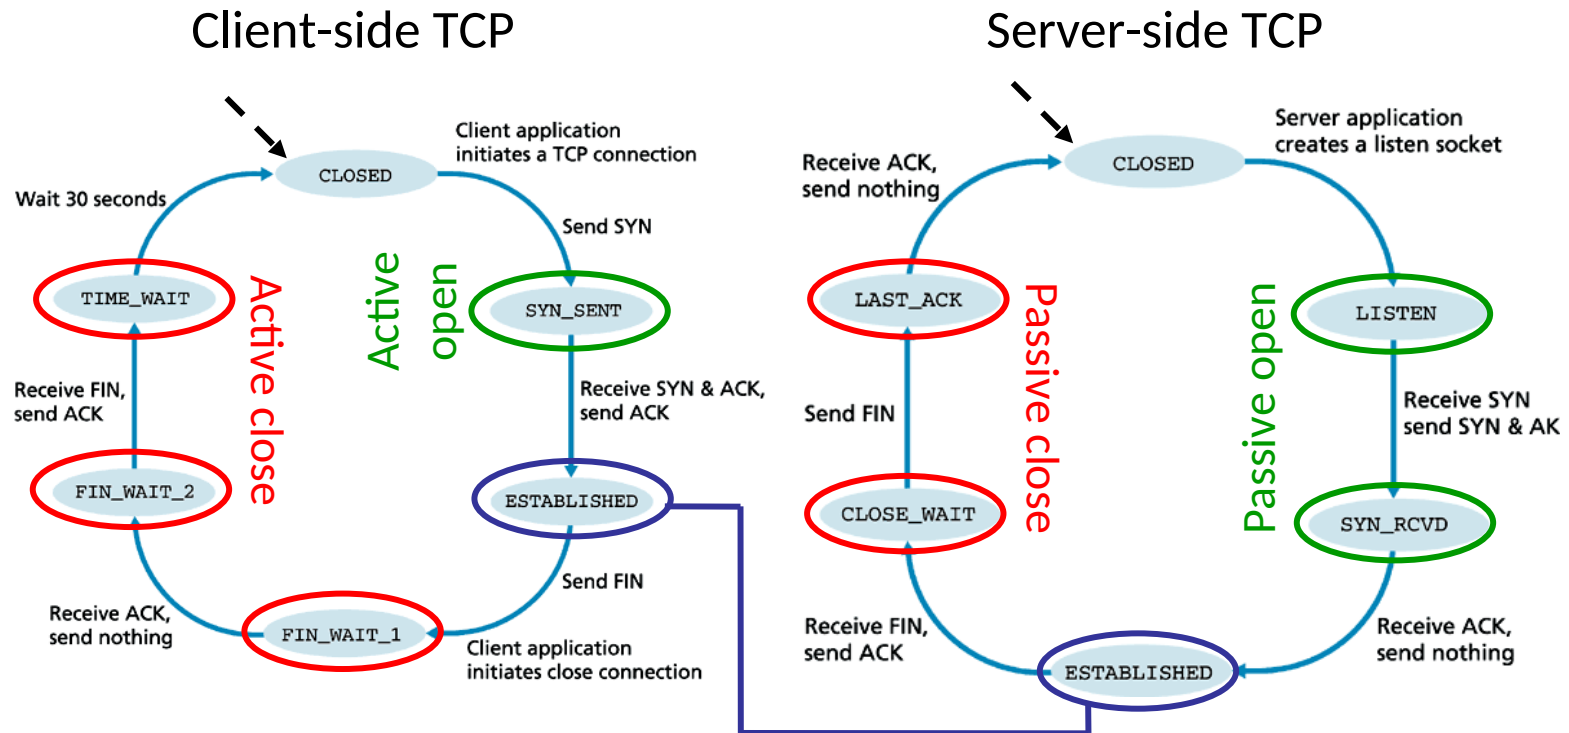 Client-side TCP
Client application
initiates a TCP connection
CLOSED
Wait 30 seconds
Send SYN
TIME_WAIT
Active close
Active
open
SYN_SENT
Receive FIN,
send ACK
Receive SYN & ACK,
send ACK
FIN_WAIT_2
ESTABLISHED
Send FIN
Receive ACK,
send nothing
FIN_WAIT_1
Client application
initiates close connection
Server-side TCP
Server application
creates a listen socket
Receive ACK,
send nothing
CLOSED
LAST_ACK
Passive close
Passive open
LISTEN
Send FIN
Receive SYN
send SYN & AK
CLOSE_WAIT
SYN_RCVD
Receive FIN,
send ACK
Receive ACK,
send nothing
ESTABLISHED